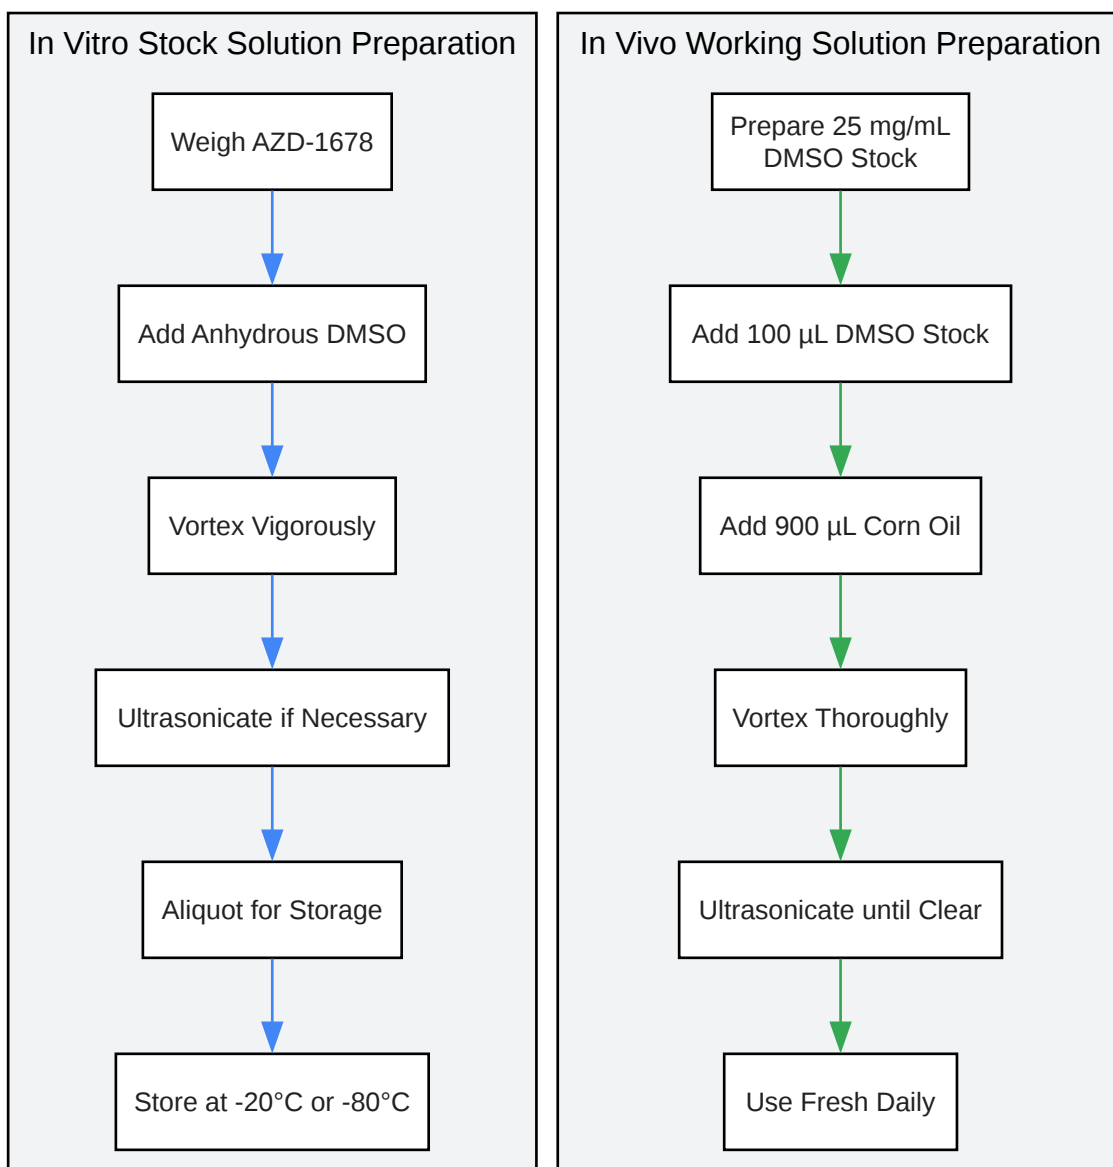 In Vitro Stock Solution Preparation
Weigh AZD-1678
Add Anhydrous DMSO
Vortex Vigorously
Ultrasonicate if Necessary
Aliquot for Storage
Store at -20°C or -80°C
In Vivo Working Solution Preparation
Prepare 25 mg/mL
DMSO Stock
Add 100 µL DMSO Stock
Add 900 µL Corn Oil
Vortex Thoroughly
Ultrasonicate until Clear
Use Fresh Daily